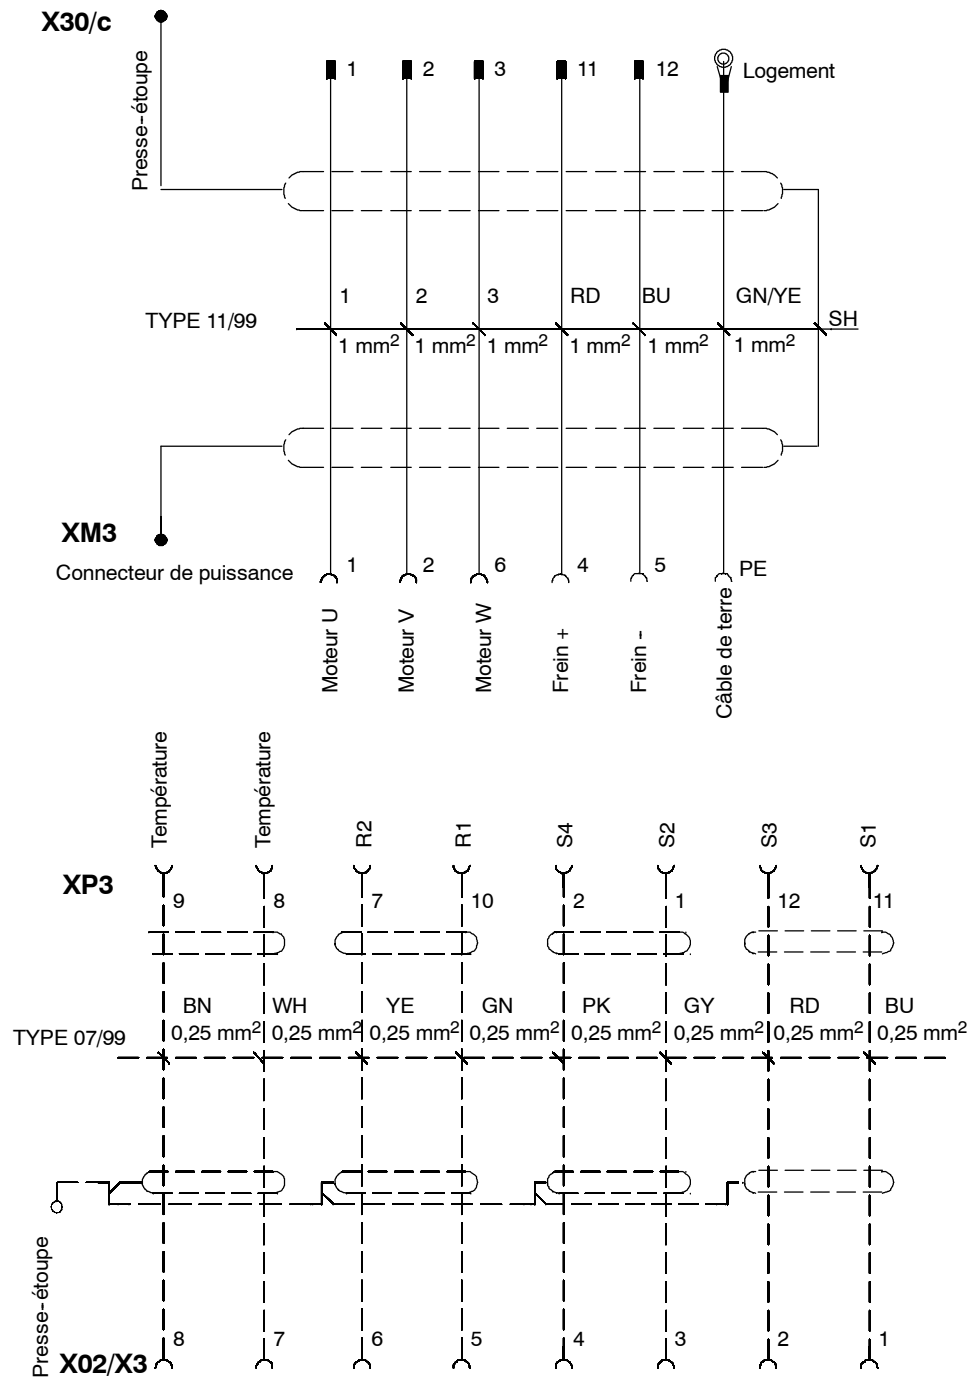 X30/c
Presse-étoupe
1 2 3 11 12 Logement
1 2 3 RD BU GN/YE
TYPE 11/99 SH
1 mm² 1 mm² 1 mm² 1 mm² 1 mm² 1 mm²
XM3
Connecteur de puissance
1 2 6 4 5 PE
Moteur U
Moteur V
Moteur W
Frein +
Frein -
Câble de terre
Température
Température
R2
R1
S4
S2
S3
S1
XP3
9 8 7 10 2 1 12 11
BN WH YE GN PK GY RD BU
TYPE 07/99
0,25 mm² 0,25 mm² 0,25 mm² 0,25 mm² 0,25 mm² 0,25 mm² 0,25 mm² 0,25 mm²
Presse-étoupe
8 7 6 5 4 3 2 1
X02/X3